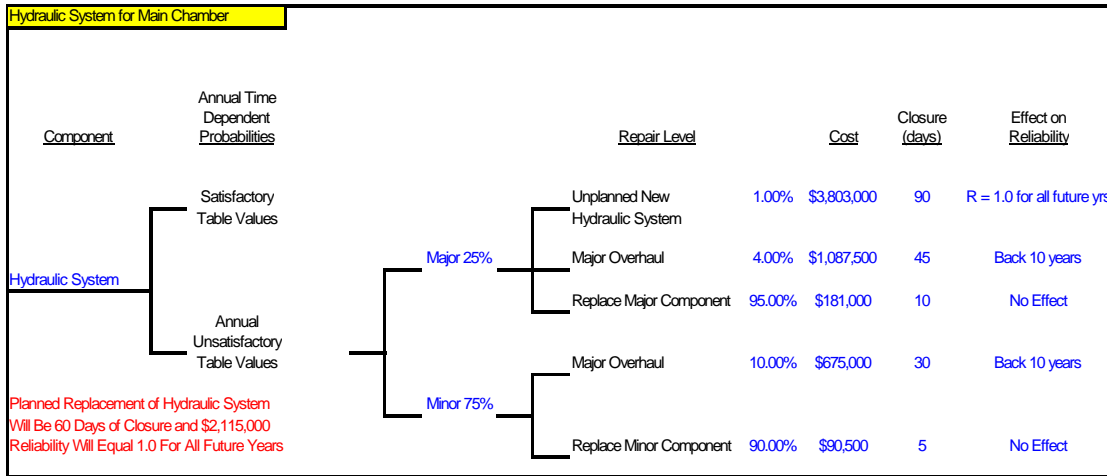 Hydraulic System for Main Chamber
Annual Time
Dependent
Closure
Effect on
Component
Probabilities
Repair Level
Cost
(days)
Reliability
Satisfactory
Table Values
Unplanned New
Hydraulic System
1.00% $3,803,000 90 R = 1.0 for all future yrs
Major 25%
Major Overhaul 4.00% $1,087,500 45 Back 10 years
Hydraulic System
Replace Major Component 95.00% $181,000 10 No Effect
Annual
Unsatisfactory
Table Values
Major Overhaul 10.00% $675,000 30 Back 10 years
Planned Replacement of Hydraulic System
Will Be 60 Days of Closure and $2,115,000
Reliability Will Equal 1.0 For All Future Years
Minor 75%
Replace Minor Component 90.00% $90,500 5 No Effect